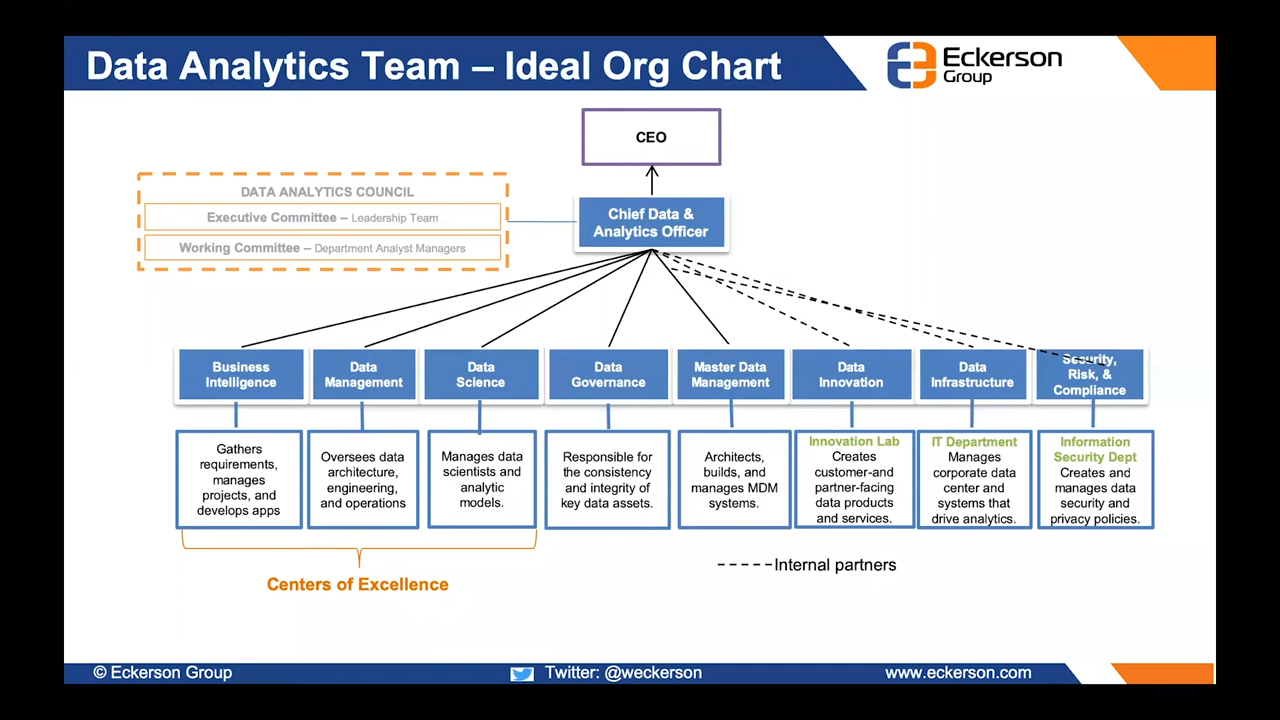 Data Analytics Team – Ideal Org Chart
Eckerson
Group
CEO
DATA ANALYTICS COUNCIL
Executive Committee – Leadership Team
Working Committee – Department Analyst Managers
Chief Data &
Analytics Officer
Business
Intelligence
Data
Management
Data
Science
Data
Governance
Master Data
Management
Data
Innovation
Data
Infrastructure
Security,
Risk, &
Compliance
Gathers
requirements,
manages
projects, and
develops apps
Oversees data
architecture,
engineering,
and operations
Manages data
scientists and
analytic
models.
Responsible for
the consistency
and integrity of
key data assets.
Architects,
builds, and
manages MDM
systems.
Innovation Lab
Creates
customer-and
partner-facing
data products
and services.
IT Department
Manages
corporate data
center and
systems that
drive analytics.
Information
Security Dept
Creates and
manages data
security and
privacy policies.
Centers of Excellence
Internal partners
© Eckerson Group
Twitter: @weckerson
www.eckerson.com